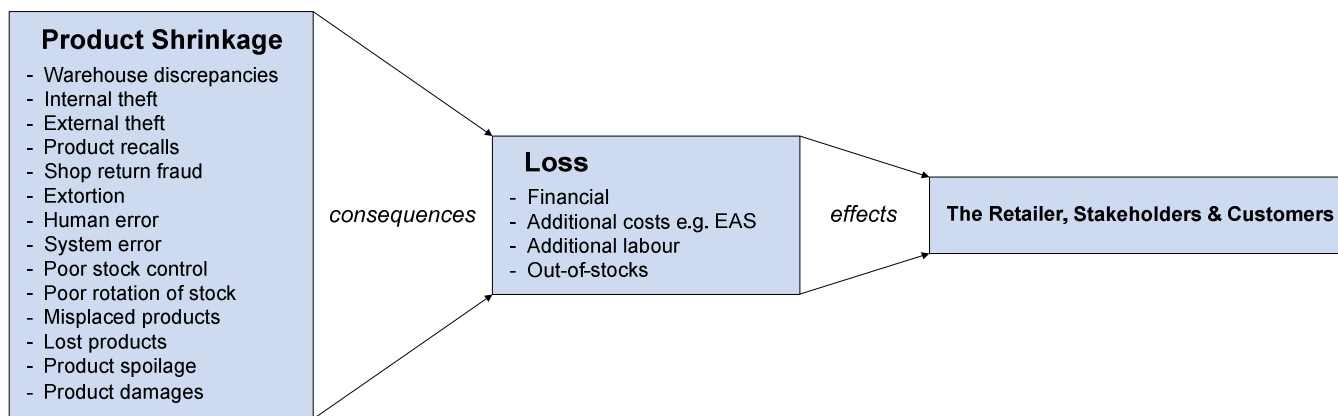 Product Shrinkage
- Warehouse discrepancies
- Internal theft
- External theft
- Product recalls
- Shop return fraud
- Extortion
- Human error
- System error
- Poor stock control
- Poor rotation of stock
- Misplaced products
- Lost products
- Product spoilage
- Product damages
consequences
Loss
- Financial
- Additional costs e.g. EAS
- Additional labour
- Out-of-stocks
effects
The Retailer, Stakeholders & Customers